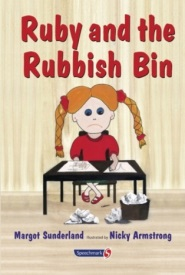 Ruby and the
Rubbish Bin
Margot Sunderland illustrated by Nicky Armstrong
Speechmark